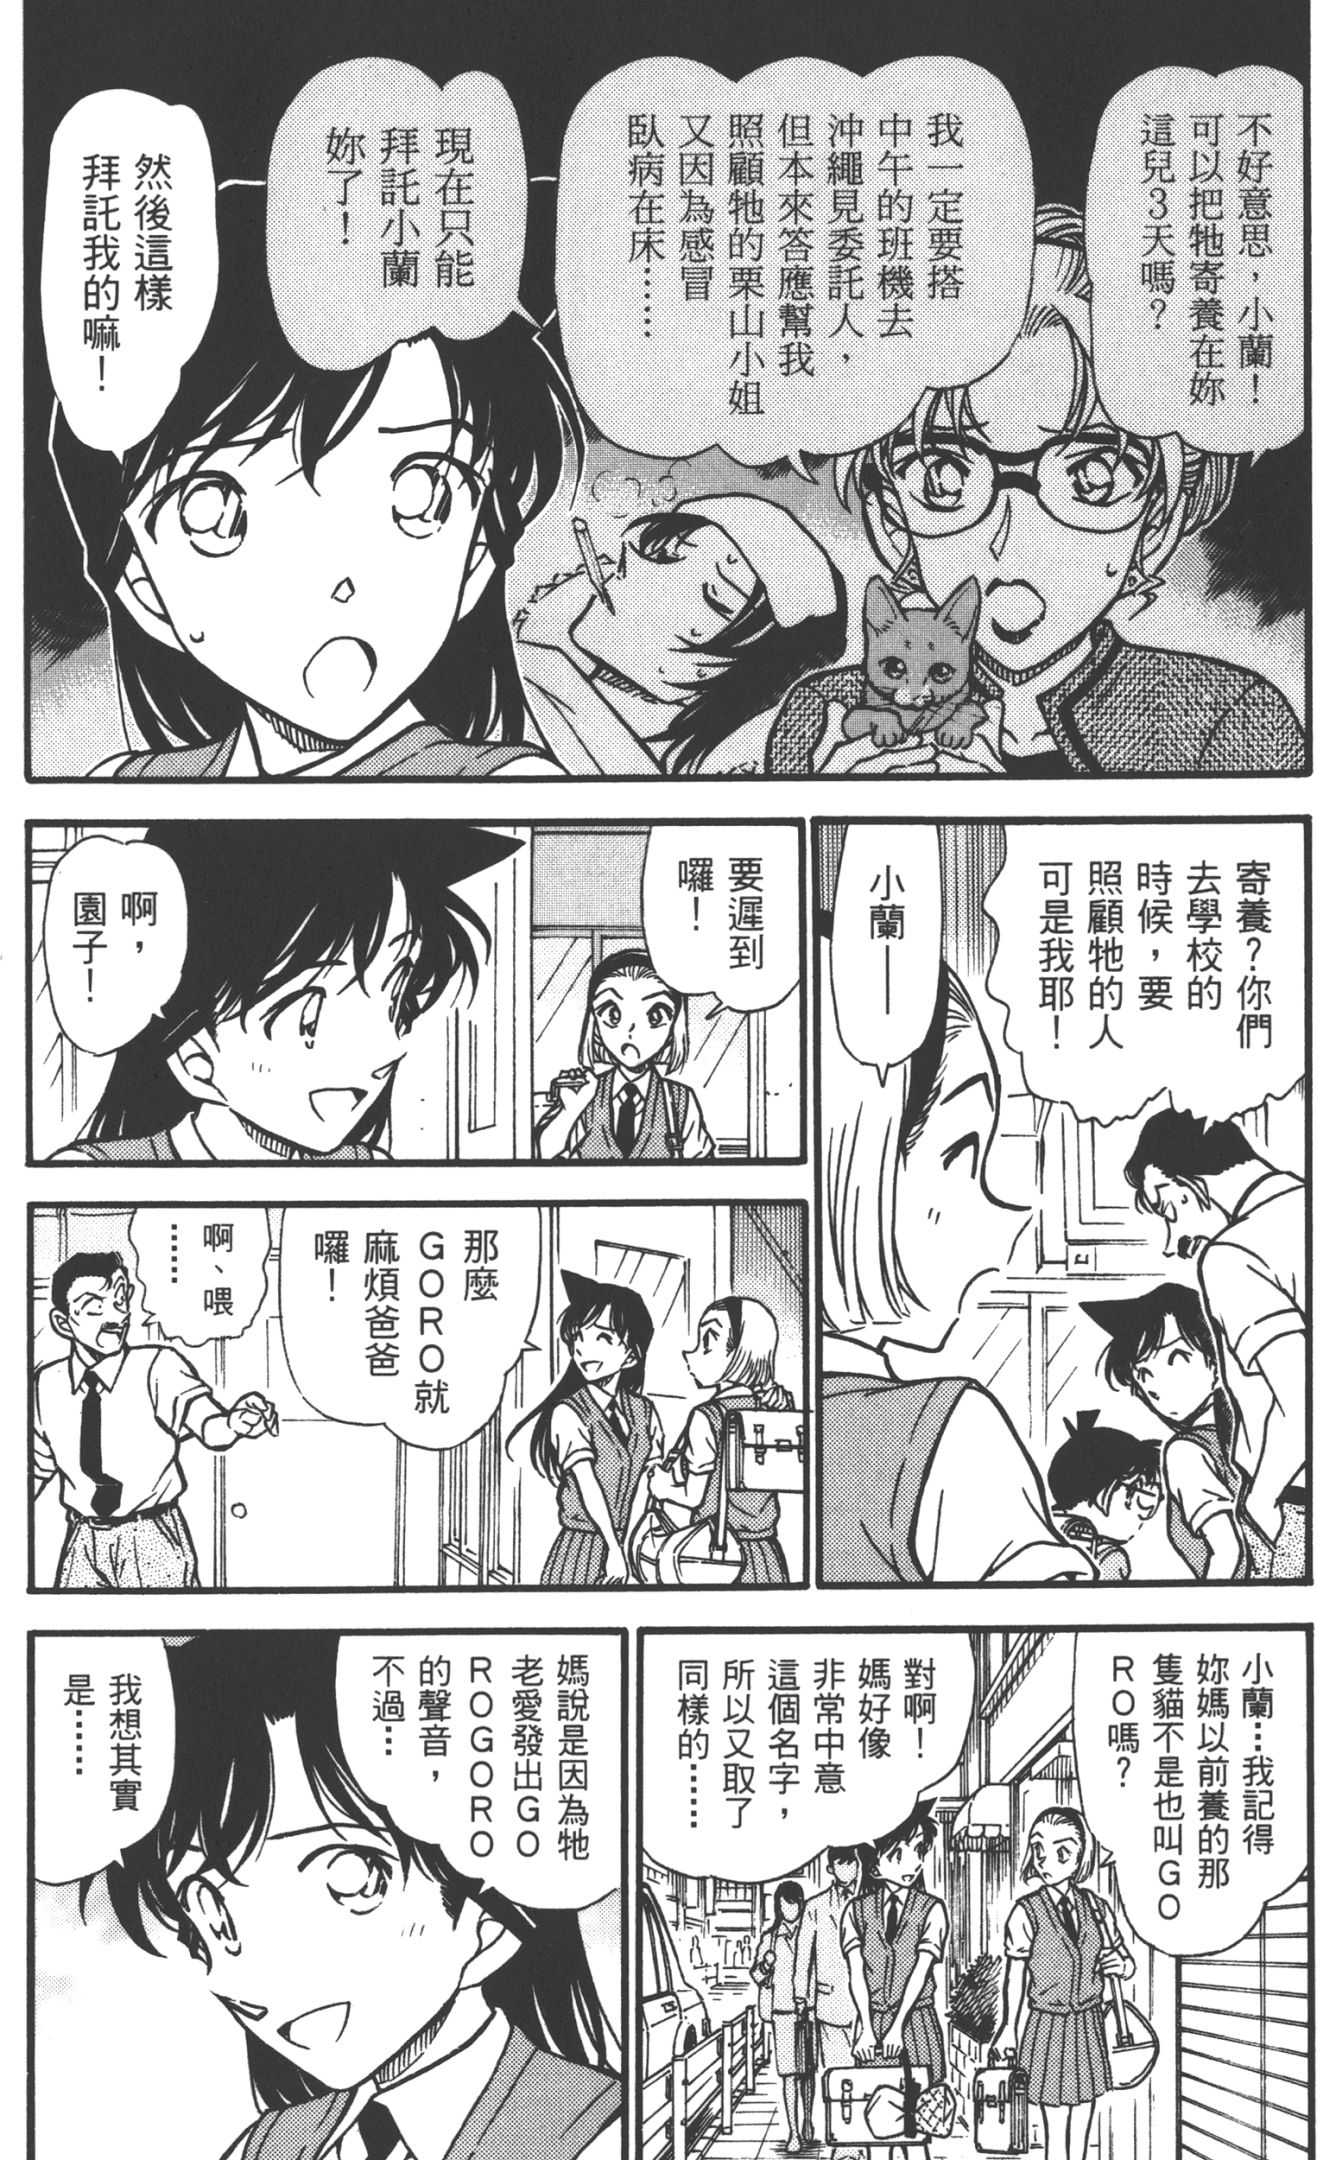 不好意思，小蘭！
可以把牠寄養在妳
這兒3天嗎？
我一定要搭
中午的班機去
沖繩見委託人，
但本來答應幫我
照顧牠的栗山小姐
又因為感冒
臥病在床……
現在只能
拜託小蘭
妳了！
然後這樣
拜託我的嘛！
寄養？你們
去學校的
時候，要
照顧牠的人
可是我耶！
小蘭——
要遲到
囉！
啊，
園子！
那麼
GORO就
麻煩爸爸
囉！
啊、喂
……
小蘭…我記得
妳媽以前養的那
隻貓不是也叫GO
RO嗎？
對啊！
媽好像
非常中意
這個名字，
所以又取了
同樣的……
媽說是因為牠
老愛發出GO
ROGORO
的聲音，
不過…
我想其實
是……